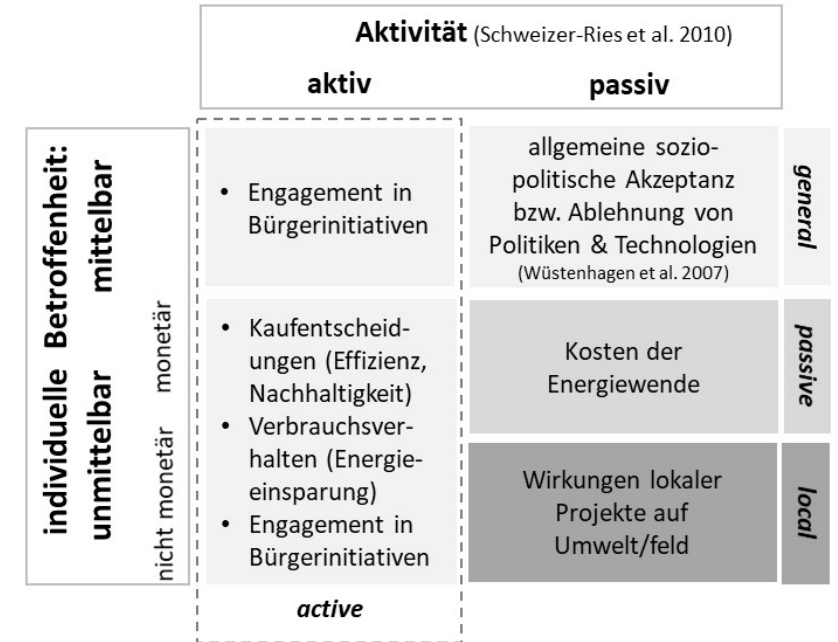 Aktivität (Schweizer-Ries et al. 2010)
aktiv
passiv
individuelle Betroffenheit:
unmittelbar mittelbar
nicht monetär monetär
• Engagement in
Bürgerinitiativen
allgemeine sozio-
politische Akzeptanz
bzw. Ablehnung von
Politiken & Technologien
(Wüstenhagen et al. 2007)
general
• Kaufentscheid-
ungen (Effizienz,
Nachhaltigkeit)
• Verbrauchsver-
halten (Energie-
einsparung)
• Engagement in
Bürgerinitiativen
Kosten der
Energiewende
passive
Wirkungen lokaler
Projekte auf
Umwelt/feld
local
active